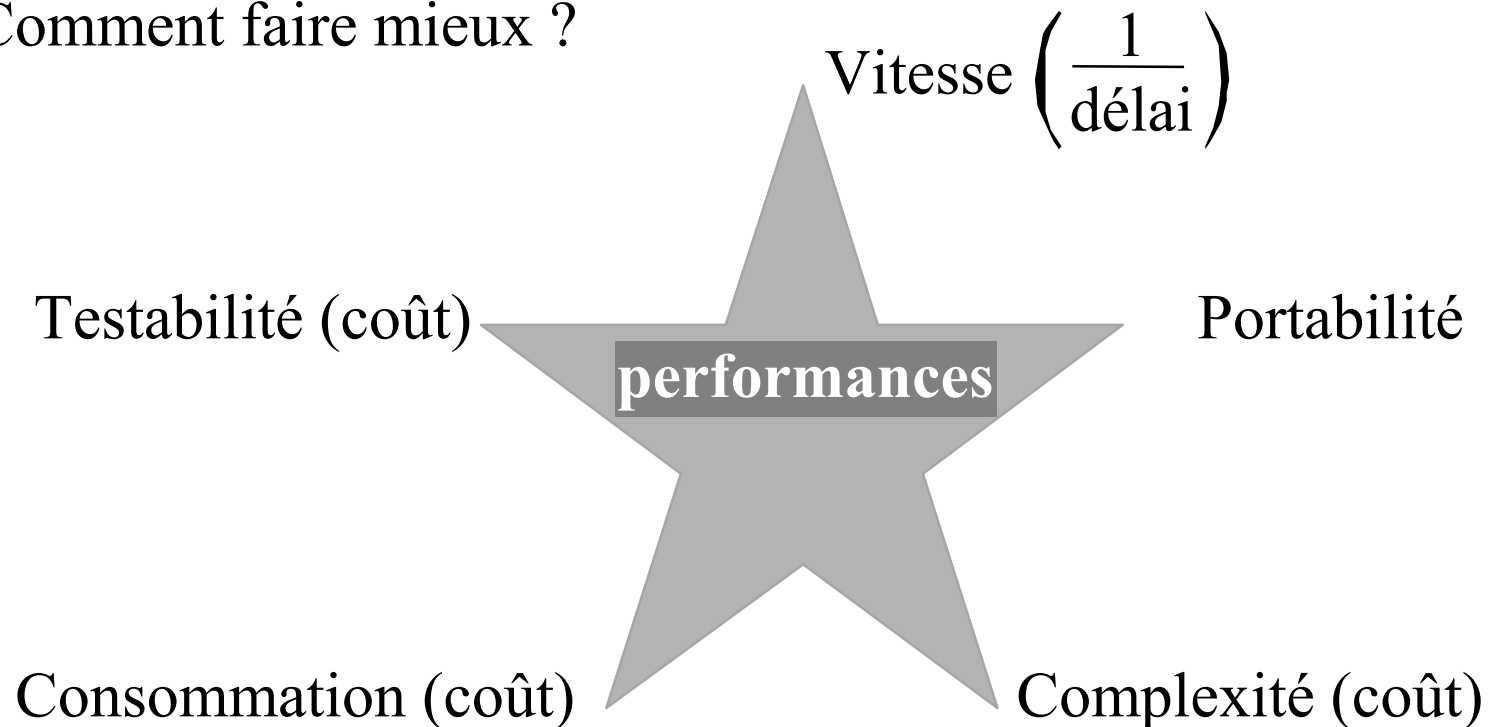 Comment faire mieux ?
Vitesse (1/délai)
Testabilité (coût)
Portabilité
performances
Consommation (coût)
Complexité (coût)